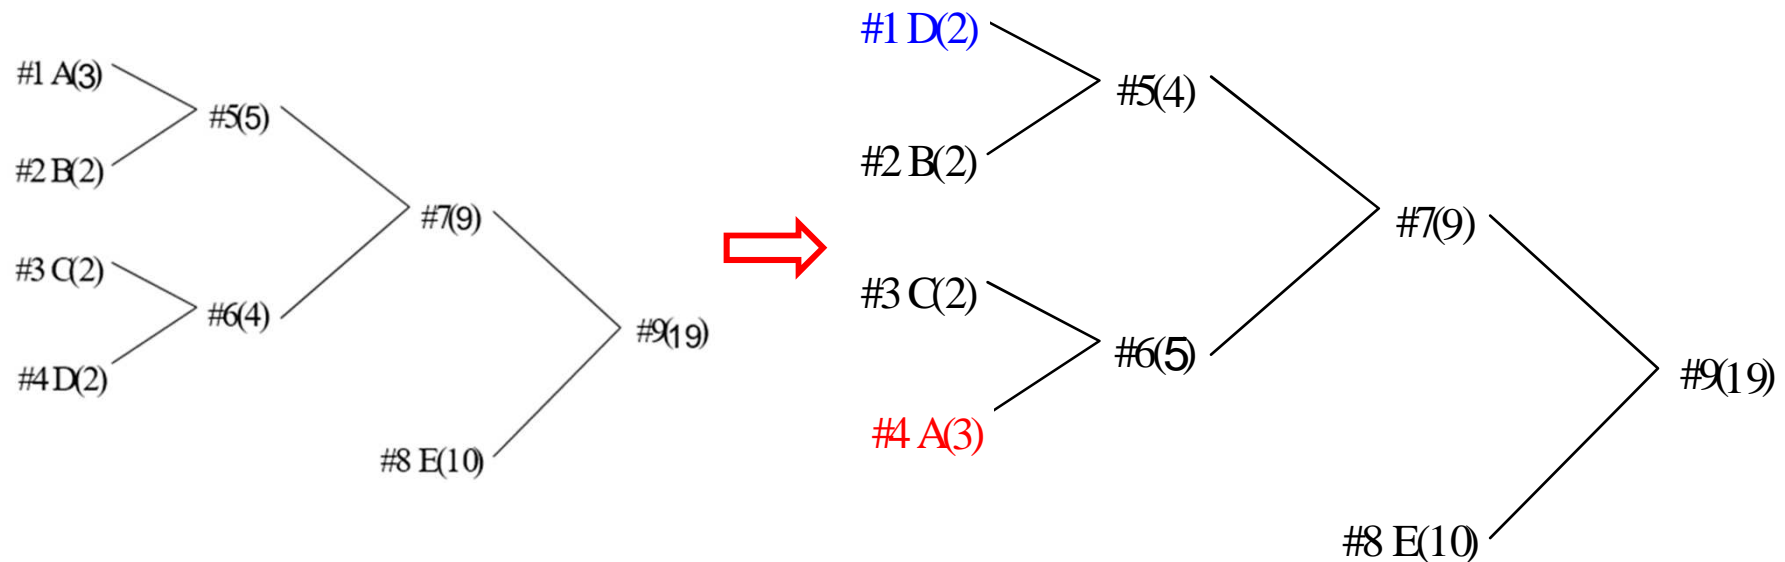 #1 A(3)
#5(5)
#2 B(2)
#7(9)
#3 C(2)
#6(4)
#9(19)
#4 D(2)
#8 E(10)
#1 D(2)
#5(4)
#2 B(2)
#7(9)
#3 C(2)
#6(5)
#9(19)
#4 A(3)
#8 E(10)